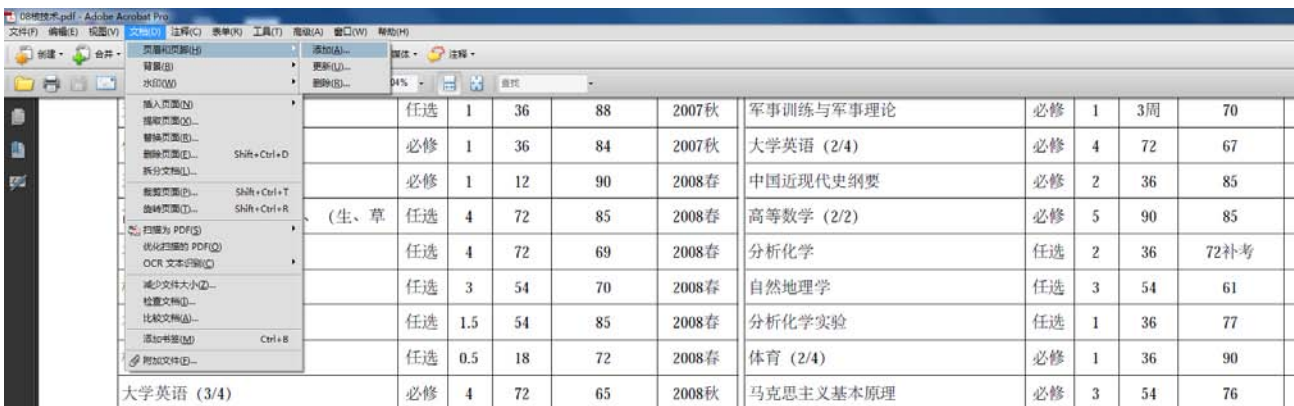 08核技术.pdf - Adobe Acrobat Pro
文件(F) 编辑(E) 视图(V) 文档(D) 注释(C) 表单(R) 工具(T) 高级(A) 窗口(W) 帮助(H)
创建 合并 页眉和页脚(H) 添加(A)... 媒体 注释
背景(B) 更新(U)...
水印(W) 删除(R)... 04% 查找
插入页面(N) 任选 1 36 88 2007秋 军事训练与军事理论 必修 1 3周 70
提取页面(X)...
替换页面(R)...
删除页面(E)... Shift+Ctrl+D 必修 1 36 84 2007秋 大学英语 (2/4) 必修 4 72 67
拆分文档(L)...
裁剪页面(P)... Shift+Ctrl+T 必修 1 12 90 2008春 中国近现代史纲要 必修 2 36 85
旋转页面(T)... Shift+Ctrl+R 、 (生、草 任选 4 72 85 2008春 高等数学 (2/2) 必修 5 90 85
扫描为 PDF(S)
优化扫描的 PDF(O) 任选 4 72 69 2008春 分析化学 任选 2 36 72补考
OCR 文本识别(C)
减少文件大小(Z)... 任选 3 54 70 2008春 自然地理学 任选 3 54 61
检查文档(I)...
比较文档(A)... 任选 1.5 54 85 2008春 分析化学实验 任选 1 36 77
添加书签(M) Ctrl+B
附加文件(F)... 任选 0.5 18 72 2008春 体育 (2/4) 必修 1 36 90
大学英语 (3/4) 必修 4 72 65 2008秋 马克思主义基本原理 必修 3 54 76